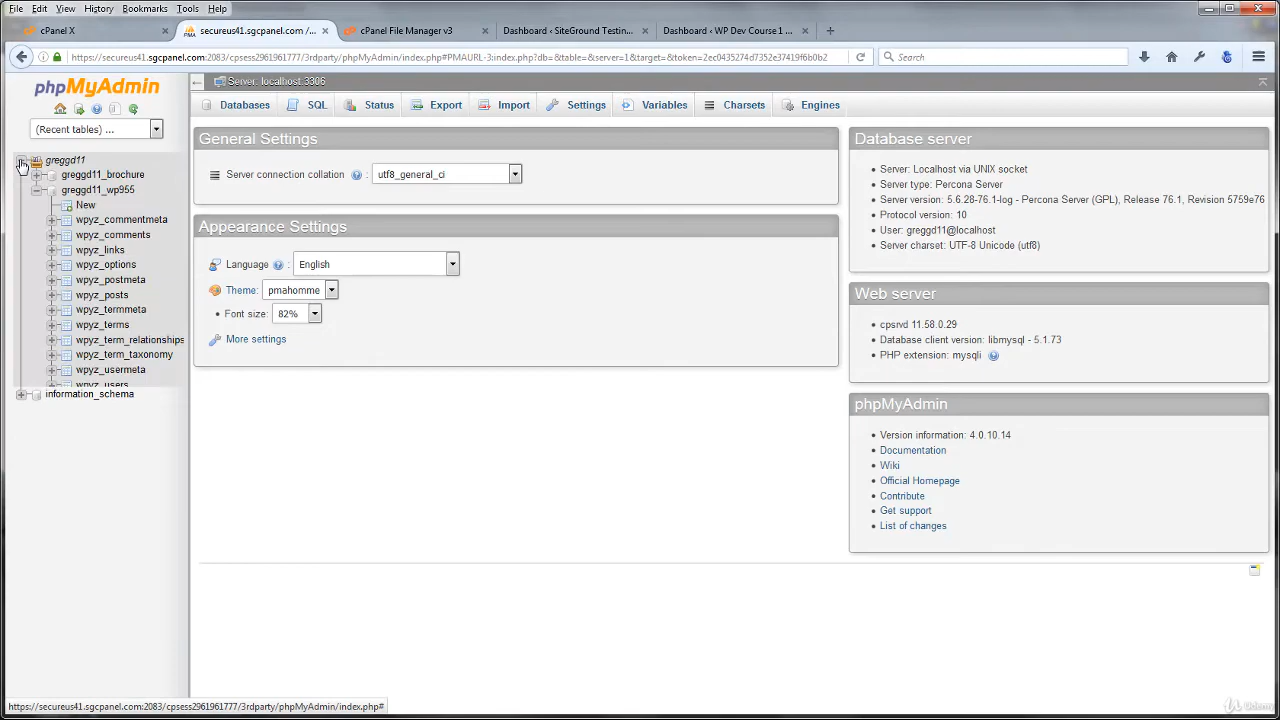 File Edit View History Bookmarks Tools Help
cPanel X
secureus41.sgcpanel.com /...
cPanel File Manager v3
Dashboard ‹ SiteGround Testin...
Dashboard ‹ WP Dev Course 1 ...
https://secureus41.sgcpanel.com:2083/cpsess2961961777/3rdparty/phpMyAdmin/index.php#PMAURL-3:index.php?db=&table=&server=1&target=&token=2ec0435274d7352e37419f6b0b2
Search
phpMyAdmin
(Recent tables) ...
greggd11
greggd11_brochure
greggd11_wp955
New
wpyz_commentmeta
wpyz_comments
wpyz_links
wpyz_options
wpyz_postmeta
wpyz_posts
wpyz_termmeta
wpyz_terms
wpyz_term_relationships
wpyz_term_taxonomy
wpyz_usermeta
wpyz_users
information_schema
Server: localhost:3306
Databases SQL Status Export Import Settings Variables Charsets Engines
General Settings
Server connection collation : utf8_general_ci
Appearance Settings
Language : English
Theme: pmahomme
• Font size: 82%
More settings
Database server
• Server: Localhost via UNIX socket
• Server type: Percona Server
• Server version: 5.6.28-76.1-log - Percona Server (GPL), Release 76.1, Revision 5759e76
• Protocol version: 10
• User: greggd11@localhost
• Server charset: UTF-8 Unicode (utf8)
Web server
• cpsrvd 11.58.0.29
• Database client version: libmysql - 5.1.73
• PHP extension: mysqli
phpMyAdmin
• Version information: 4.0.10.14
• Documentation
• Wiki
• Official Homepage
• Contribute
• Get support
• List of changes
https://secureus41.sgcpanel.com:2083/cpsess2961961777/3rdparty/phpMyAdmin/index.php#
Udemy